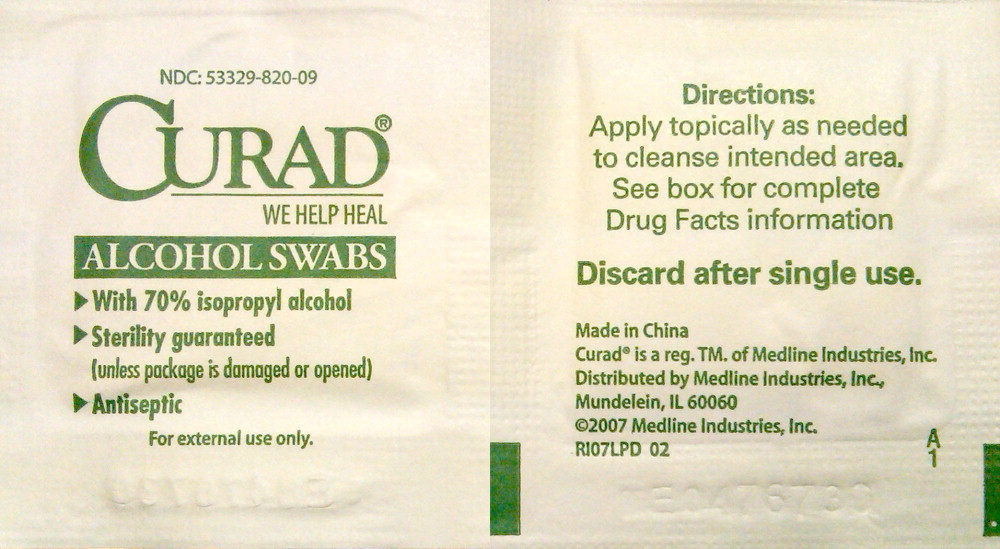 NDC: 53329-820-09
CURAD®
WE HELP HEAL
ALCOHOL SWABS
▶ With 70% isopropyl alcohol
▶ Sterility guaranteed
(unless package is damaged or opened)
▶ Antiseptic
For external use only.
Directions:
Apply topically as needed
to cleanse intended area.
See box for complete
Drug Facts information
Discard after single use.
Made in China
Curad® is a reg. TM. of Medline Industries, Inc.
Distributed by Medline Industries, Inc.,
Mundelein, IL 60060
©2007 Medline Industries, Inc.
RI07LPD 02
A
1